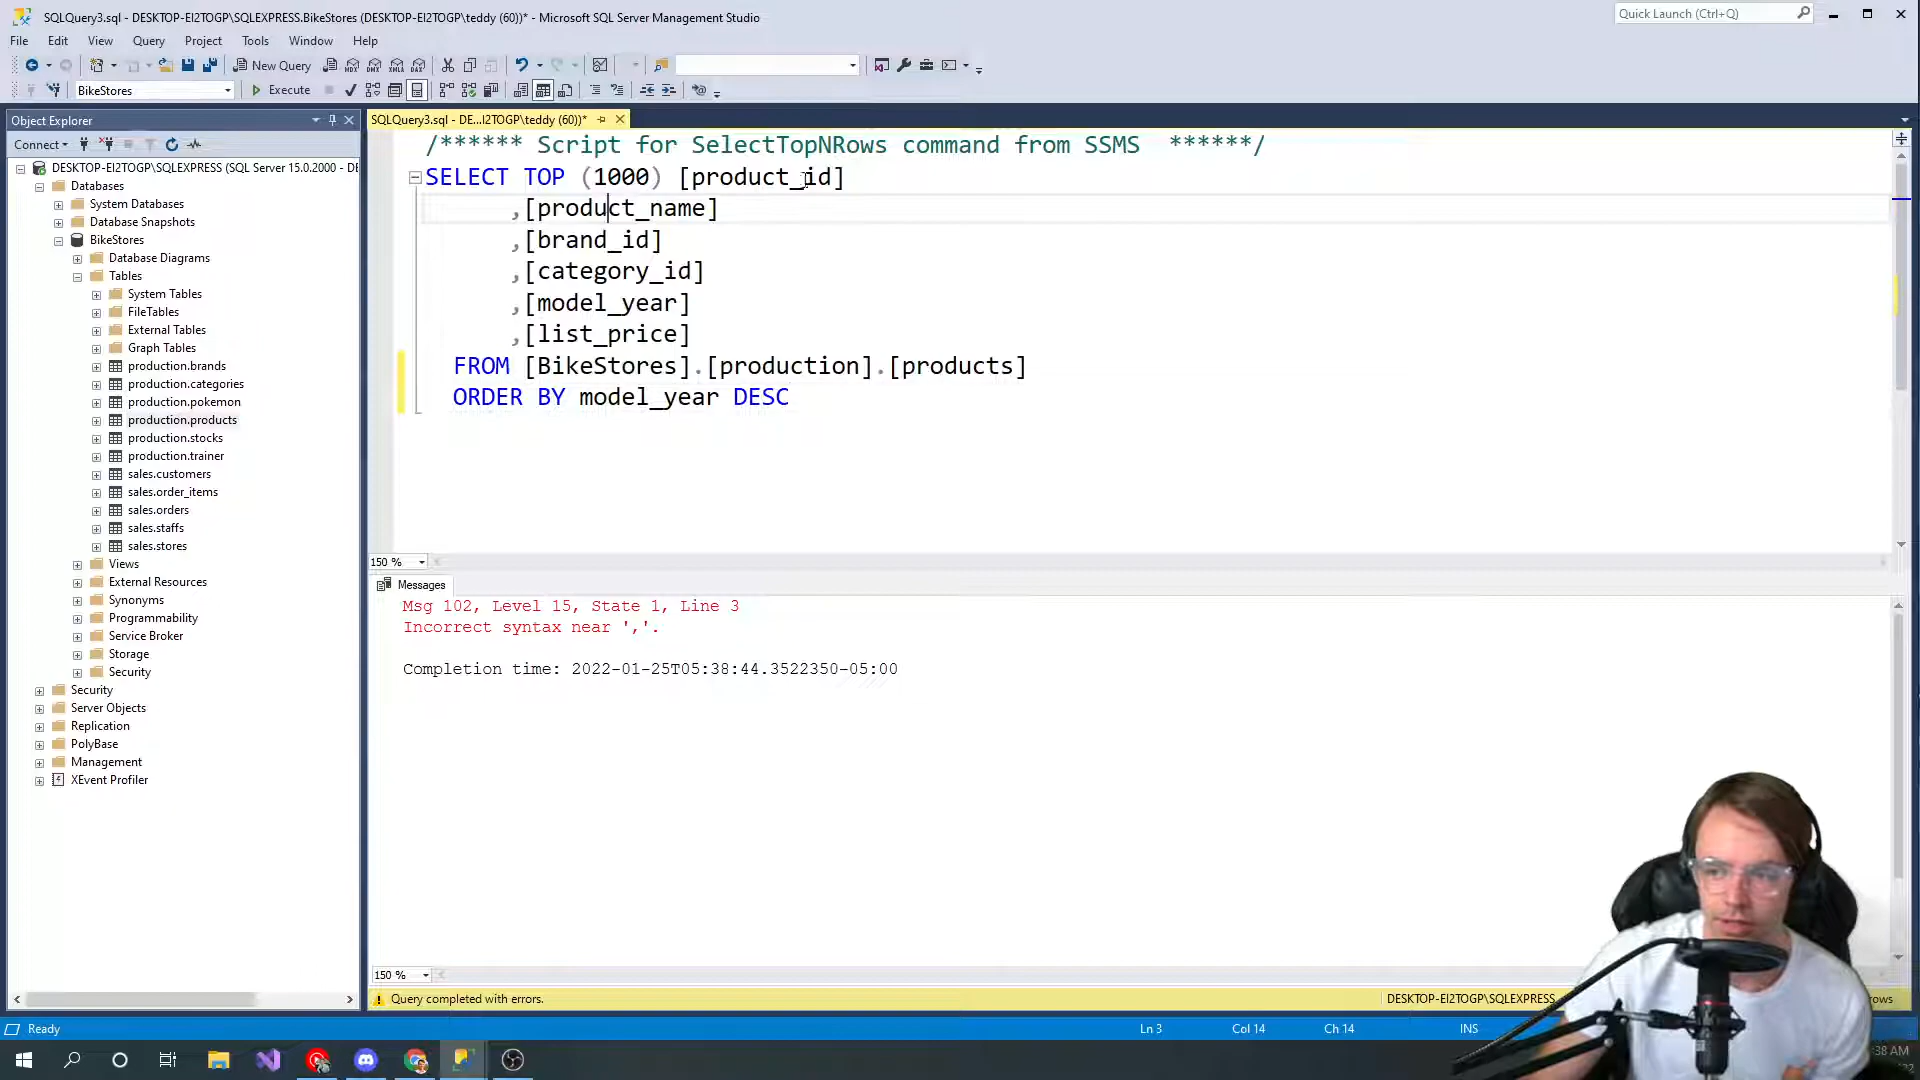 SQLQuery3.sql - DESKTOP-EI2TOGP\SQLEXPRESS.BikeStores (DESKTOP-EI2TOGP\teddy (60))* - Microsoft SQL Server Management Studio
Quick Launch (Ctrl+Q)
File Edit View Query Project Tools Window Help
New Query
BikeStores
Execute
Object Explorer
SQLQuery3.sql - DE...I2TOGP\teddy (60))*
Connect
DESKTOP-EI2TOGP\SQLEXPRESS (SQL Server 15.0.2000 - DE
Databases
System Databases
Database Snapshots
BikeStores
Database Diagrams
Tables
System Tables
FileTables
External Tables
Graph Tables
production.brands
production.categories
production.pokemon
production.products
production.stocks
production.trainer
sales.customers
sales.order_items
sales.orders
sales.staffs
sales.stores
Views
External Resources
Synonyms
Programmability
Service Broker
Storage
Security
Security
Server Objects
Replication
PolyBase
Management
XEvent Profiler
/****** Script for SelectTopNRows command from SSMS ******/
SELECT TOP (1000) [product_id]
,[product_name]
,[brand_id]
,[category_id]
,[model_year]
,[list_price]
FROM [BikeStores].[production].[products]
ORDER BY model_year DESC
150 %
Messages
Msg 102, Level 15, State 1, Line 3
Incorrect syntax near ','.
Completion time: 2022-01-25T05:38:44.3522350-05:00
150 %
Query completed with errors.
DESKTOP-EI2TOGP\SQLEXPRESS
rows
Ready
Ln 3
Col 14
Ch 14
INS
38 AM